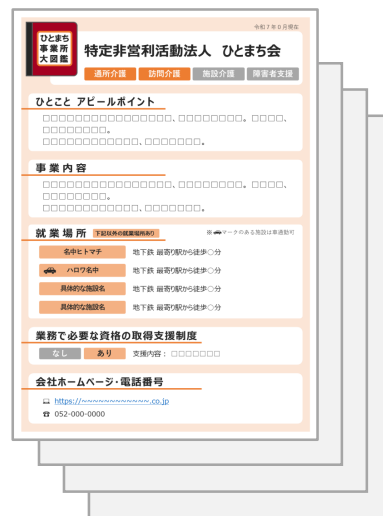 令和7年0月現在
ひとまち
事業所
大図鑑
特定非営利活動法人 ひとまち会
通所介護 訪問介護 施設介護 障害者支援
ひとこと アピールポイント
□□□□□□□□□□□□□□□□、□□□□□□□□。□□□□、
□□□□□□□□。
□□□□□□□□□□□□、□□□□□□□。
事業内容
□□□□□□□□□□□□□□□□、□□□□□□□□。□□□□、
□□□□□□□□。
□□□□□□□□□□□□、□□□□□□□。
就業場所 下記以外の就業場所あり ※🚗マークのある施設は車通勤可
名中ヒトマチ 地下鉄 最寄り駅から徒歩○分
🚗 ハロワ名中 地下鉄 最寄り駅から徒歩○分
具体的な施設名 地下鉄 最寄り駅から徒歩○分
具体的な施設名 地下鉄 最寄り駅から徒歩○分
業務で必要な資格の取得支援制度
なし あり 支援内容：□□□□□□□
会社ホームページ・電話番号
https://~~~~~~~~~~~~.co.jp
☎ 052-000-0000